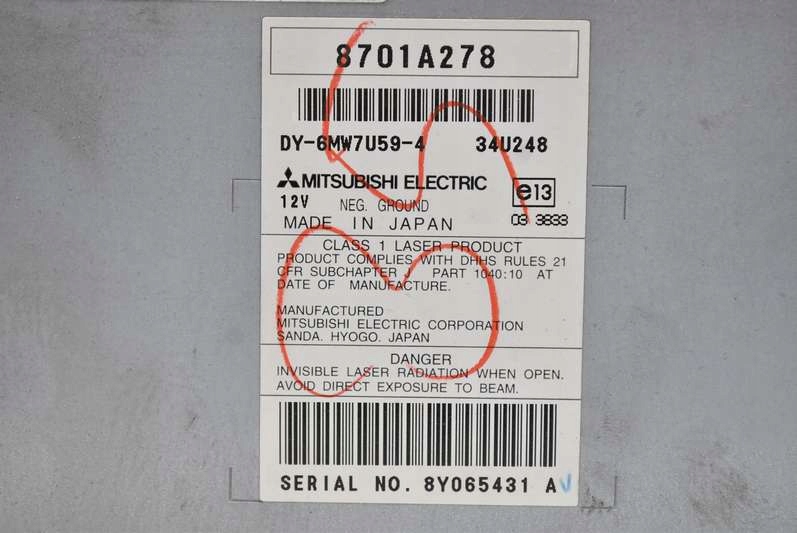 8701A278
DY-6MW7U59-4 34U248
MITSUBISHI ELECTRIC e13
12V NEG. GROUND
MADE IN JAPAN 03 3833
CLASS 1 LASER PRODUCT
PRODUCT COMPLIES WITH DHHS RULES 21
CFR SUBCHAPTER J PART 1040:10 AT
DATE OF MANUFACTURE.
MANUFACTURED
MITSUBISHI ELECTRIC CORPORATION
SANDA. HYOGO. JAPAN
DANGER
INVISIBLE LASER RADIATION WHEN OPEN.
AVOID DIRECT EXPOSURE TO BEAM.
SERIAL NO. 8Y065431 A